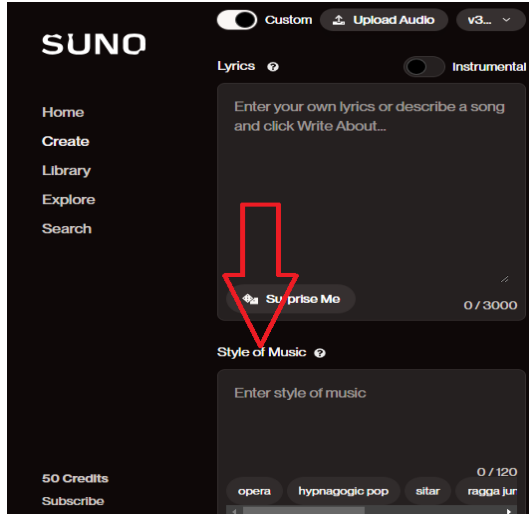 SUNO
Home
Create
Library
Explore
Search
50 Credits
Subscribe
Custom
Upload Audio
v3...
Lyrics
Instrumental
Enter your own lyrics or describe a song
and click Write About...
Surprise Me
0 / 3000
Style of Music
Enter style of music
0 / 120
opera
hypnagogic pop
sitar
ragga jur